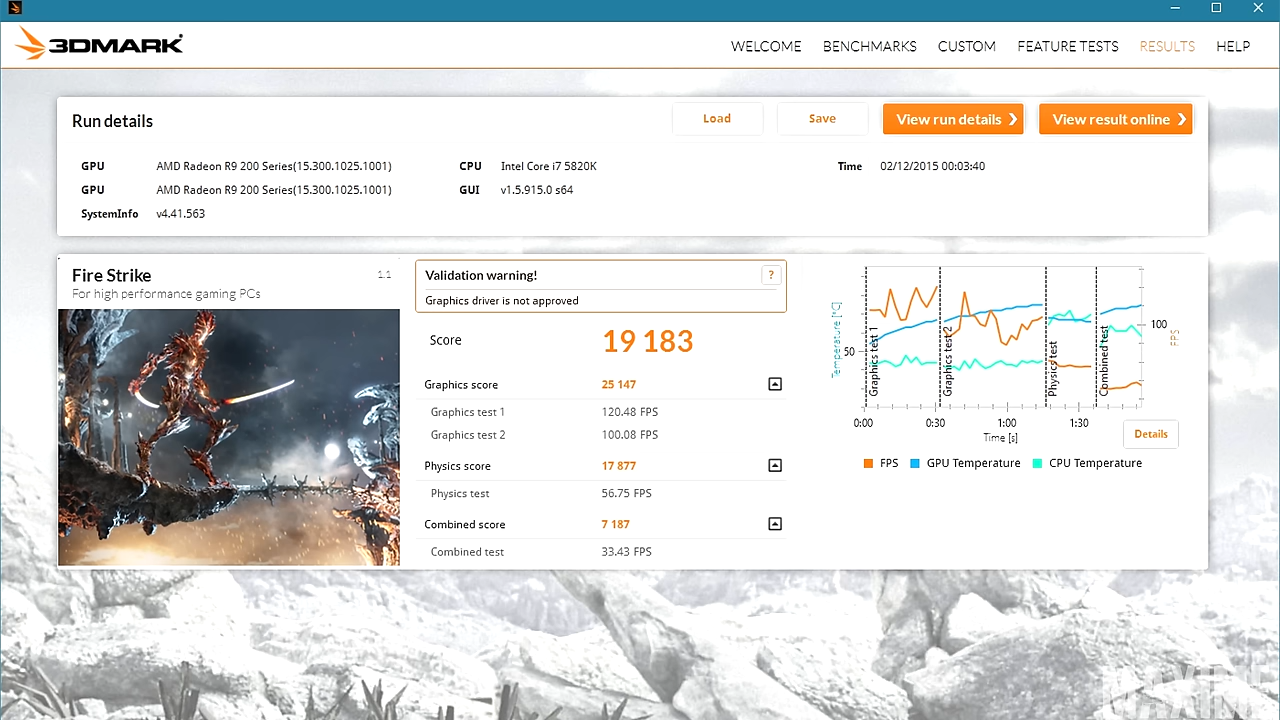 3DMARK
WELCOME BENCHMARKS CUSTOM FEATURE TESTS RESULTS HELP
Run details
Load Save View run details View result online
GPU AMD Radeon R9 200 Series(15.300.1025.1001) CPU Intel Core i7 5820K Time 02/12/2015 00:03:40
GPU AMD Radeon R9 200 Series(15.300.1025.1001) GUI v1.5.915.0 s64
SystemInfo v4.41.563
Fire Strike 1.1
For high performance gaming PCs
Validation warning! ?
Graphics driver is not approved
Score 19 183
Graphics score 25 147
Graphics test 1 120.48 FPS
Graphics test 2 100.08 FPS
Physics score 17 877
Physics test 56.75 FPS
Combined score 7 187
Combined test 33.43 FPS
Temperature [°C]
50
Graphics test 1
Graphics test 2
Physics test
Combined test
100
FPS
0:00 0:30 1:00 1:30
Time [s]
Details
FPS GPU Temperature CPU Temperature